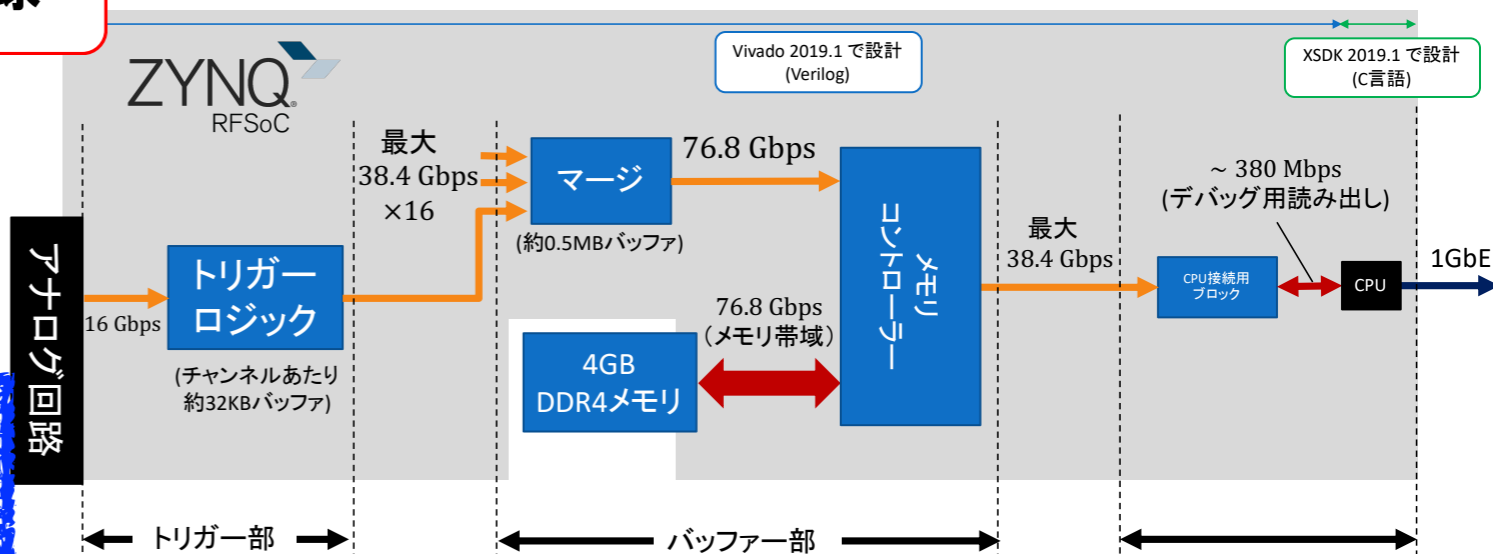 Vivado 2019.1 で設計
(Verilog)
XSDK 2019.1 で設計
(C言語)
ZYNQ®
RFSoC
最大
38.4 Gbps
×16
マージ
(約0.5MBバッファ)
76.8 Gbps
メモリ
コントローラー
~ 380 Mbps
(デバッグ用読み出し)
アナログ回路
16 Gbps
トリガー
ロジック
(チャンネルあたり
約32KBバッファ)
4GB
DDR4メモリ
76.8 Gbps
(メモリ帯域)
最大
38.4 Gbps
CPU接続用
ブロック
CPU
1GbE
トリガー部
バッファー部